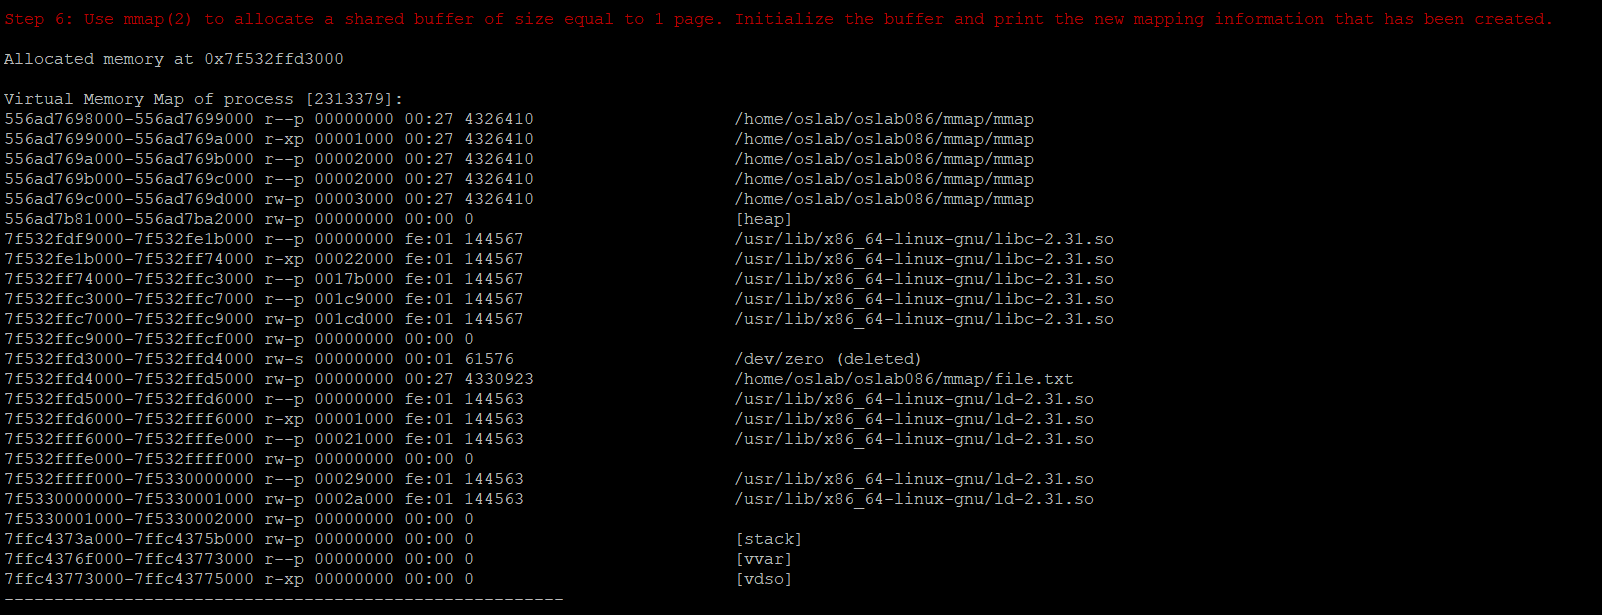 Step 6: Use mmap(2) to allocate a shared buffer of size equal to 1 page. Initialize the buffer and print the new mapping information that has been created.
Allocated memory at 0x7f532ffd3000
Virtual Memory Map of process [2313379]:
556ad7698000-556ad7699000 r--p 00000000 00:27 4326410 /home/oslab/oslab086/mmap/mmap
556ad7699000-556ad769a000 r-xp 00001000 00:27 4326410 /home/oslab/oslab086/mmap/mmap
556ad769a000-556ad769b000 r--p 00002000 00:27 4326410 /home/oslab/oslab086/mmap/mmap
556ad769b000-556ad769c000 r--p 00002000 00:27 4326410 /home/oslab/oslab086/mmap/mmap
556ad769c000-556ad769d000 rw-p 00003000 00:27 4326410 /home/oslab/oslab086/mmap/mmap
556ad7b81000-556ad7ba2000 rw-p 00000000 00:00 0 [heap]
7f532fdf9000-7f532fe1b000 r--p 00000000 fe:01 144567 /usr/lib/x86_64-linux-gnu/libc-2.31.so
7f532fe1b000-7f532ff74000 r-xp 00022000 fe:01 144567 /usr/lib/x86_64-linux-gnu/libc-2.31.so
7f532ff74000-7f532ffc3000 r--p 0017b000 fe:01 144567 /usr/lib/x86_64-linux-gnu/libc-2.31.so
7f532ffc3000-7f532ffc7000 r--p 001c9000 fe:01 144567 /usr/lib/x86_64-linux-gnu/libc-2.31.so
7f532ffc7000-7f532ffc9000 rw-p 001cd000 fe:01 144567 /usr/lib/x86_64-linux-gnu/libc-2.31.so
7f532ffc9000-7f532ffcf000 rw-p 00000000 00:00 0
7f532ffd3000-7f532ffd4000 rw-s 00000000 00:01 61576 /dev/zero (deleted)
7f532ffd4000-7f532ffd5000 rw-p 00000000 00:27 4330923 /home/oslab/oslab086/mmap/file.txt
7f532ffd5000-7f532ffd6000 r--p 00000000 fe:01 144563 /usr/lib/x86_64-linux-gnu/ld-2.31.so
7f532ffd6000-7f532fff6000 r-xp 00001000 fe:01 144563 /usr/lib/x86_64-linux-gnu/ld-2.31.so
7f532fff6000-7f532fffe000 r--p 00021000 fe:01 144563 /usr/lib/x86_64-linux-gnu/ld-2.31.so
7f532fffe000-7f532ffff000 rw-p 00000000 00:00 0
7f532ffff000-7f5330000000 r--p 00029000 fe:01 144563 /usr/lib/x86_64-linux-gnu/ld-2.31.so
7f5330000000-7f5330001000 rw-p 0002a000 fe:01 144563 /usr/lib/x86_64-linux-gnu/ld-2.31.so
7f5330001000-7f5330002000 rw-p 00000000 00:00 0
7ffc4373a000-7ffc4375b000 rw-p 00000000 00:00 0 [stack]
7ffc4376f000-7ffc43773000 r--p 00000000 00:00 0 [vvar]
7ffc43773000-7ffc43775000 r-xp 00000000 00:00 0 [vdso]
--------------------------------------------------------